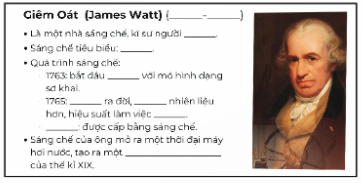 Giêm Oát (James Watt) (______-______)
• Là một nhà sáng chế, kĩ sư người ______.
• Sáng chế tiêu biểu: ______.
• Quá trình sáng chế:
- 1763: bắt đầu ______ với mô hình dạng
sơ khai.
- 1765: ______ ra đời, ______ nhiên liệu
hơn, hiệu suất làm việc ______.
- ______: được cấp bằng sáng chế.
• Sáng chế của ông mở ra một thời đại máy
hơi nước, tạo ra một __________________
của thế kỉ XIX.